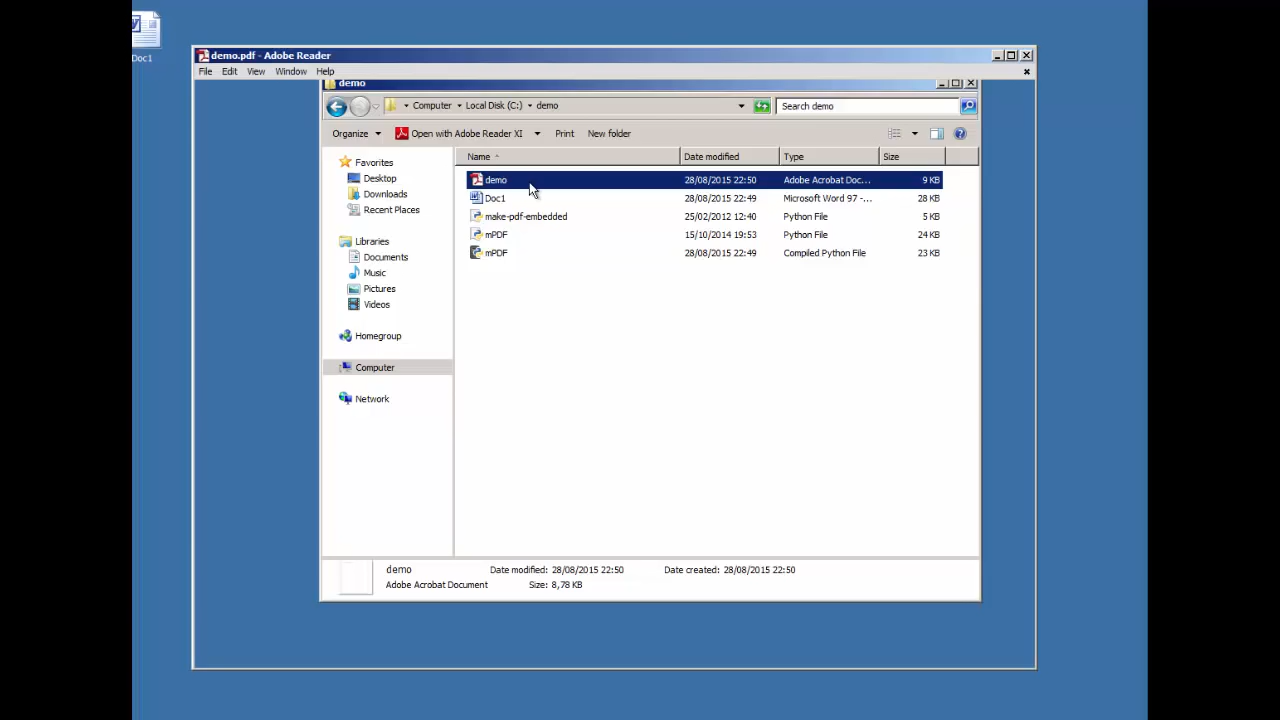 Doc1
demo.pdf - Adobe Reader
File Edit View Window Help
demo
Computer Local Disk (C:) demo
Search demo
Organize Open with Adobe Reader XI Print New folder
Name Date modified Type Size
Favorites
Desktop
Downloads
Recent Places
Libraries
Documents
Music
Pictures
Videos
Homegroup
Computer
Network
demo 28/08/2015 22:50 Adobe Acrobat Doc... 9 KB
Doc1 28/08/2015 22:49 Microsoft Word 97 -... 28 KB
make-pdf-embedded 25/02/2012 12:40 Python File 5 KB
mPDF 15/10/2014 19:53 Python File 24 KB
mPDF 28/08/2015 22:49 Compiled Python File 23 KB
demo Date modified: 28/08/2015 22:50 Date created: 28/08/2015 22:50
Adobe Acrobat Document Size: 8,78 KB